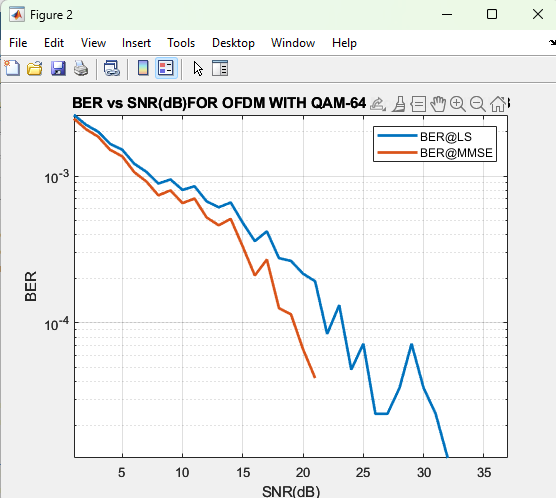 Figure 2
File Edit View Insert Tools Desktop Window Help
BER vs SNR(dB)FOR OFDM WITH QAM-64
BER@LS
BER@MMSE
10-3
10-4
BER
5 10 15 20 25 30 35
SNR(dB)